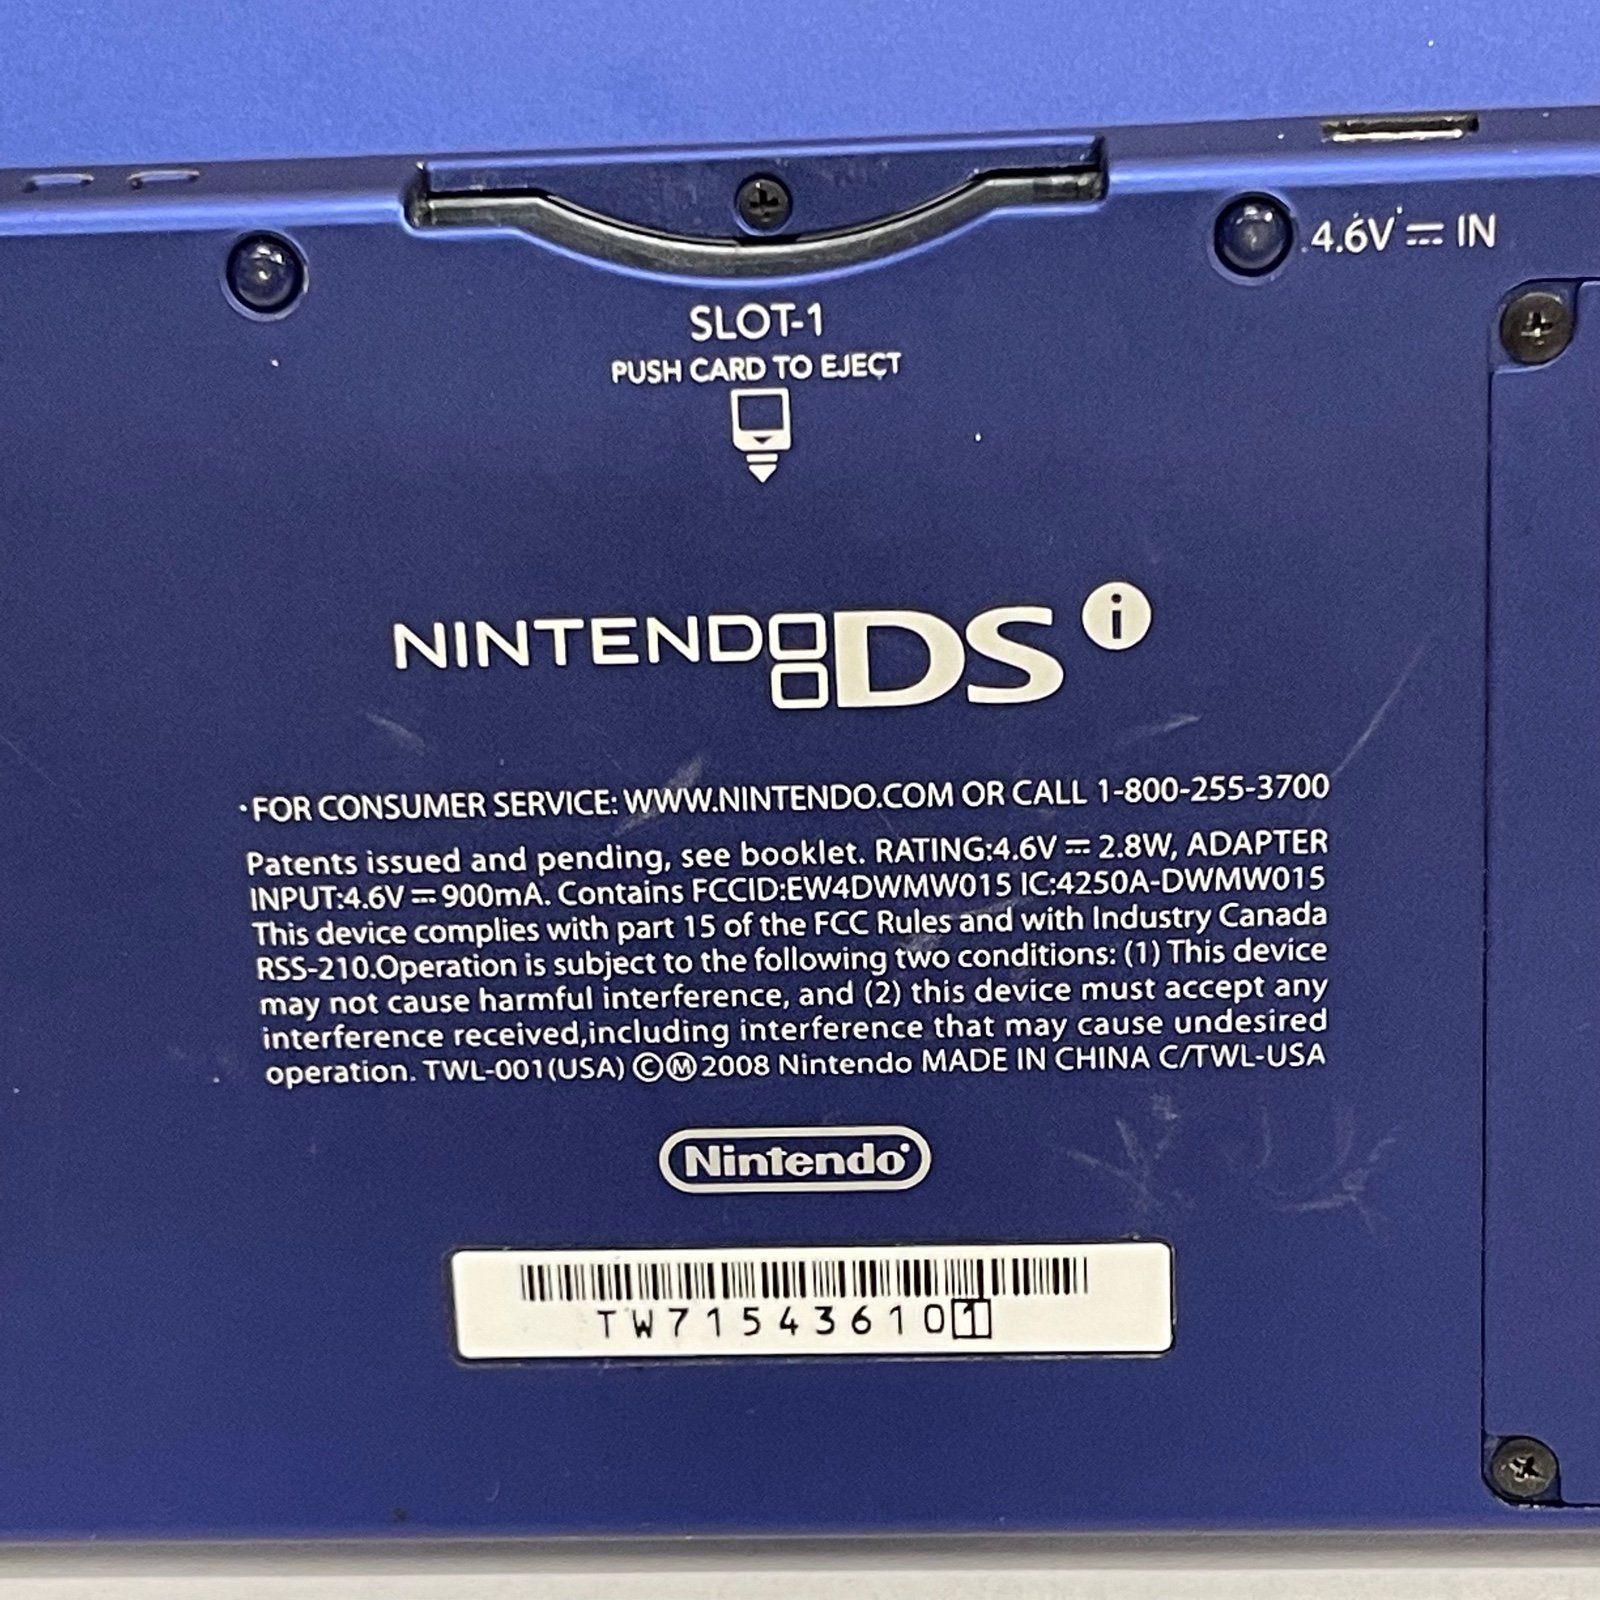 4.6V ⎓ IN
SLOT-1
PUSH CARD TO EJECT
NINTENDO DS i
·FOR CONSUMER SERVICE: WWW.NINTENDO.COM OR CALL 1-800-255-3700
Patents issued and pending, see booklet. RATING:4.6V ⎓ 2.8W, ADAPTER
INPUT:4.6V ⎓ 900mA. Contains FCCID:EW4DWMW015 IC:4250A-DWMW015
This device complies with part 15 of the FCC Rules and with Industry Canada
RSS-210.Operation is subject to the following two conditions: (1) This device
may not cause harmful interference, and (2) this device must accept any
interference received,including interference that may cause undesired
operation. TWL-001(USA) ©Ⓜ2008 Nintendo MADE IN CHINA C/TWL-USA
Nintendo
TW715436101